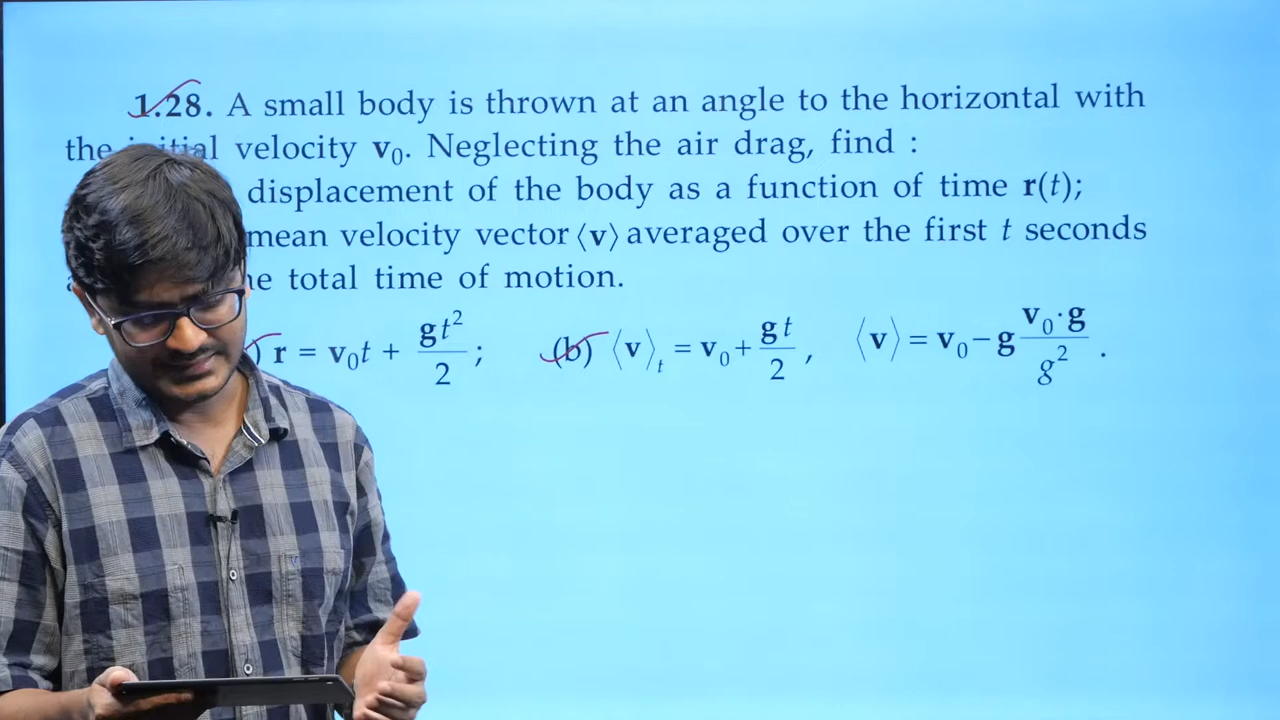 1.28. A small body is thrown at an angle to the horizontal with
the initial velocity v₀. Neglecting the air drag, find :
displacement of the body as a function of time r(t);
mean velocity vector ⟨v⟩ averaged over the first t seconds
total time of motion.
) r = v₀t + gt²/2 ; (b) ⟨v⟩ₜ = v₀ + gt/2 , ⟨v⟩ = v₀ − g v₀·g/g² .